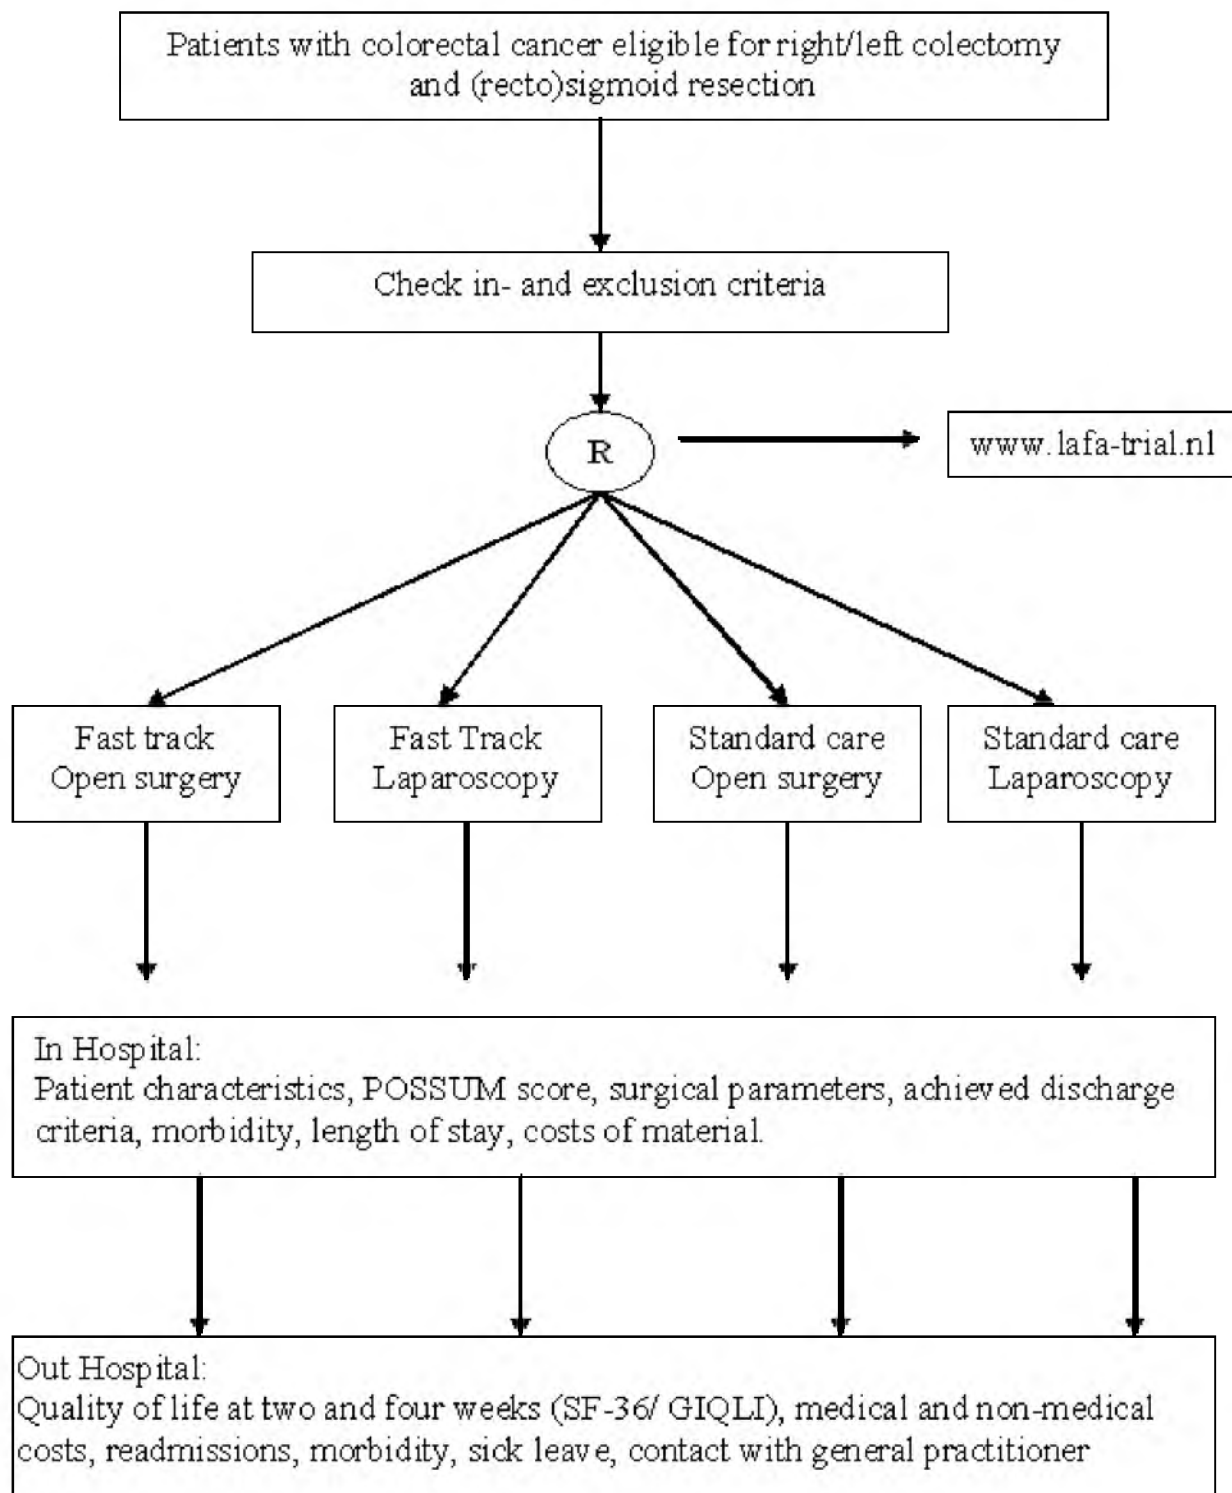 Patients with colorectal cancer eligible for right/left colectomy
and (recto)sigmoid resection
Check in- and exclusion criteria
R
www.lafa-trial.nl
Fast track
Open surgery
Fast Track
Laparoscopy
Standard care
Open surgery
Standard care
Laparoscopy
In Hospital:
Patient characteristics, POSSUM score, surgical parameters, achieved discharge
criteria, morbidity, length of stay, costs of material.
Out Hospital:
Quality of life at two and four weeks (SF-36/ GIQLI), medical and non-medical
costs, readmissions, morbidity, sick leave, contact with general practitioner